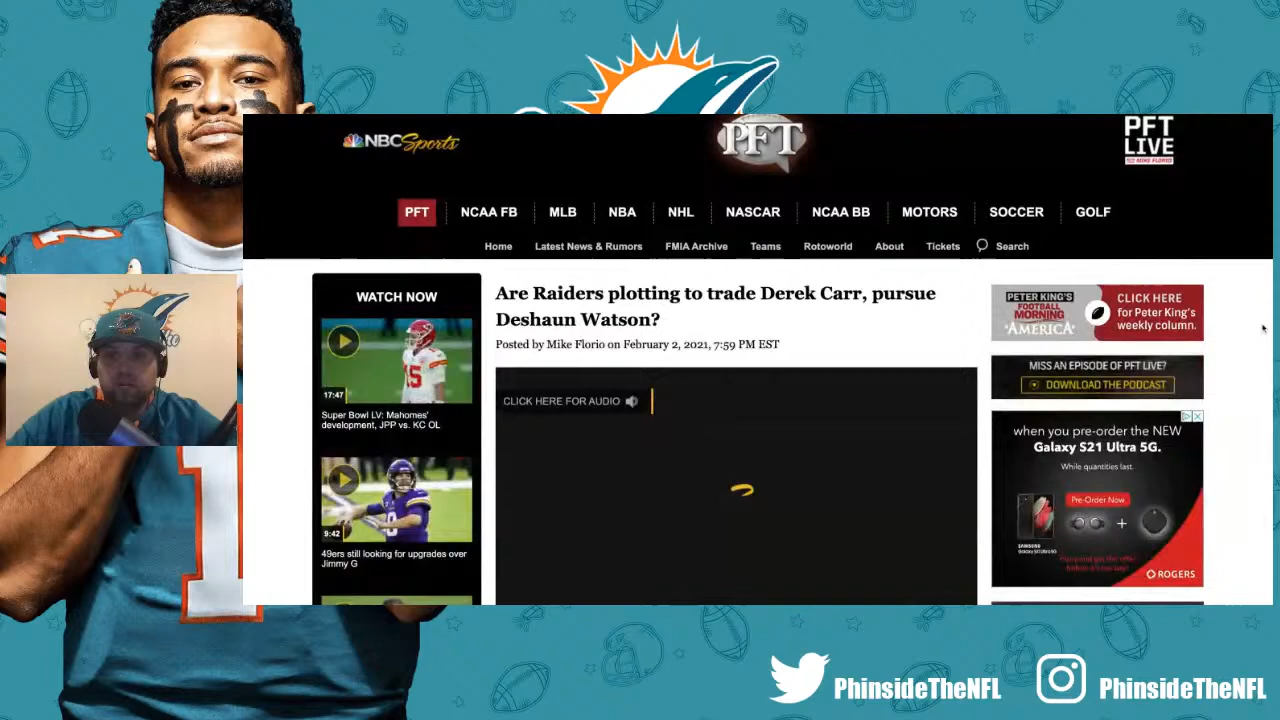 NBCSports
PFT
PFT
LIVE
PFT
NCAA FB
MLB
NBA
NHL
NASCAR
NCAA BB
MOTORS
SOCCER
GOLF
Home
Latest News & Rumors
FMIA Archive
Teams
Rotoworld
About
Tickets
Search
WATCH NOW
17:47
Super Bowl LV: Mahomes'
development, JPP vs. KC OL
9:42
49ers still looking for upgrades over
Jimmy G
Are Raiders plotting to trade Derek Carr, pursue
Deshaun Watson?
Posted by Mike Florio on February 2, 2021, 7:59 PM EST
CLICK HERE FOR AUDIO
PETER KING'S
FOOTBALL
MORNING
AMERICA
CLICK HERE
for Peter King's
weekly column.
MISS AN EPISODE OF PFT LIVE?
DOWNLOAD THE PODCAST
when you pre-order the NEW
Galaxy S21 Ultra 5G.
While quantities last.
Pre-Order Now
+
SAMSUNG
ROGERS
1
PhinsideTheNFL
PhinsideTheNFL